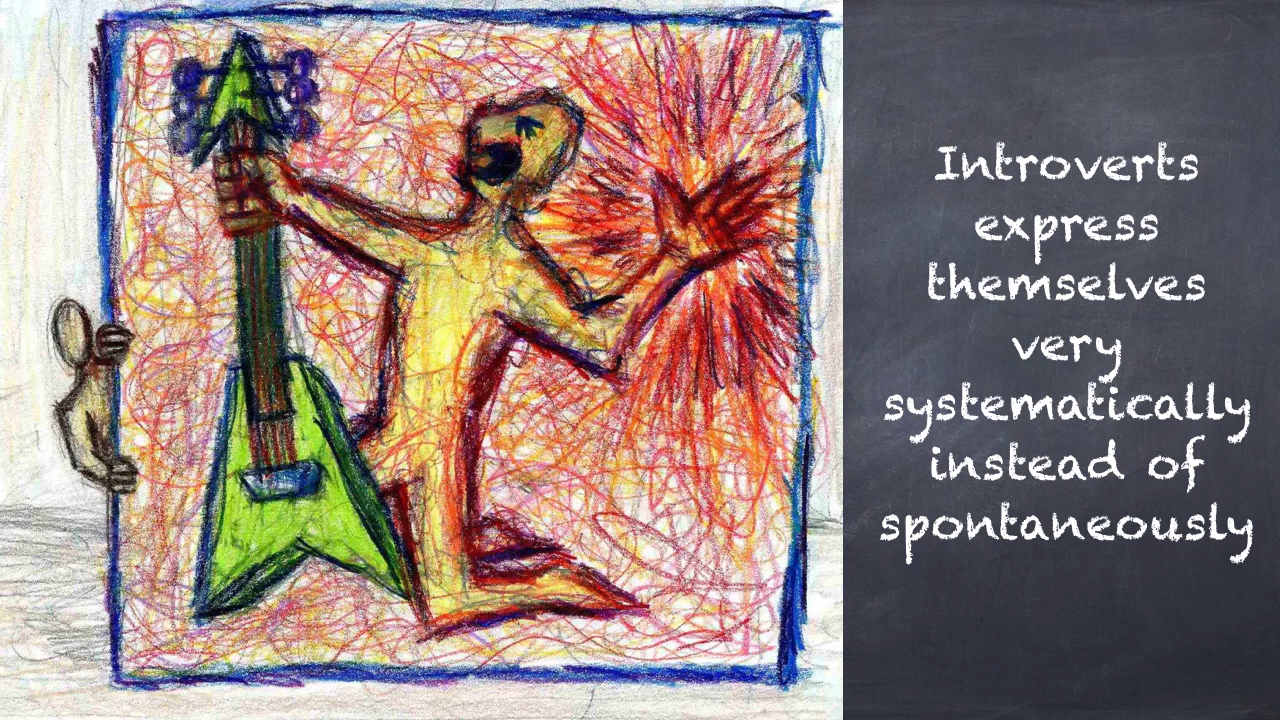 Introverts
express
themselves
very
systematically
instead of
spontaneously